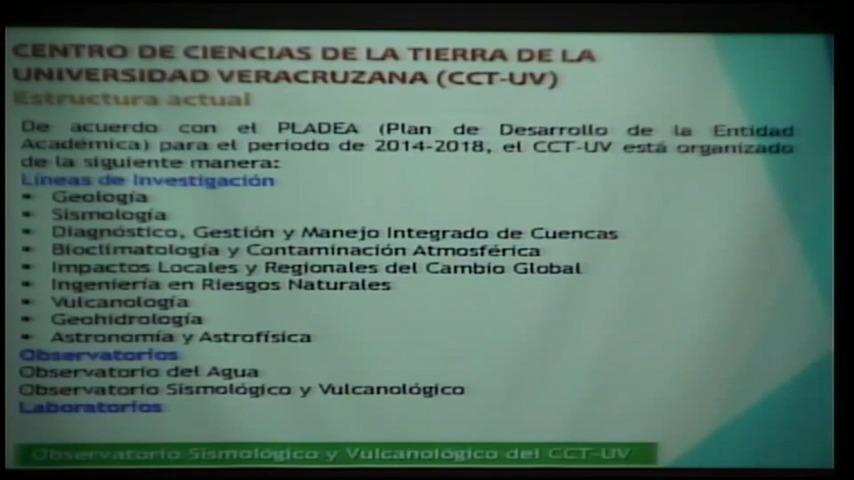 CENTRO DE CIENCIAS DE LA TIERRA DE LA
UNIVERSIDAD VERACRUZANA (CCT-UV)
Estructura actual
De acuerdo con el PLADEA (Plan de Desarrollo de la Entidad
Académica) para el periodo de 2014-2018, el CCT-UV está organizado
de la siguiente manera:
Líneas de Investigación
• Geología
• Sismología
• Diagnóstico, Gestión y Manejo Integrado de Cuencas
• Bioclimatología y Contaminación Atmosférica
• Impactos Locales y Regionales del Cambio Global
• Ingeniería en Riesgos Naturales
• Vulcanología
• Geohidrología
• Astronomía y Astrofísica
Observatorios
Observatorio del Agua
Observatorio Sismológico y Vulcanológico
Laboratorios
Observatorio Sismológico y Vulcanológico del CCT-UV